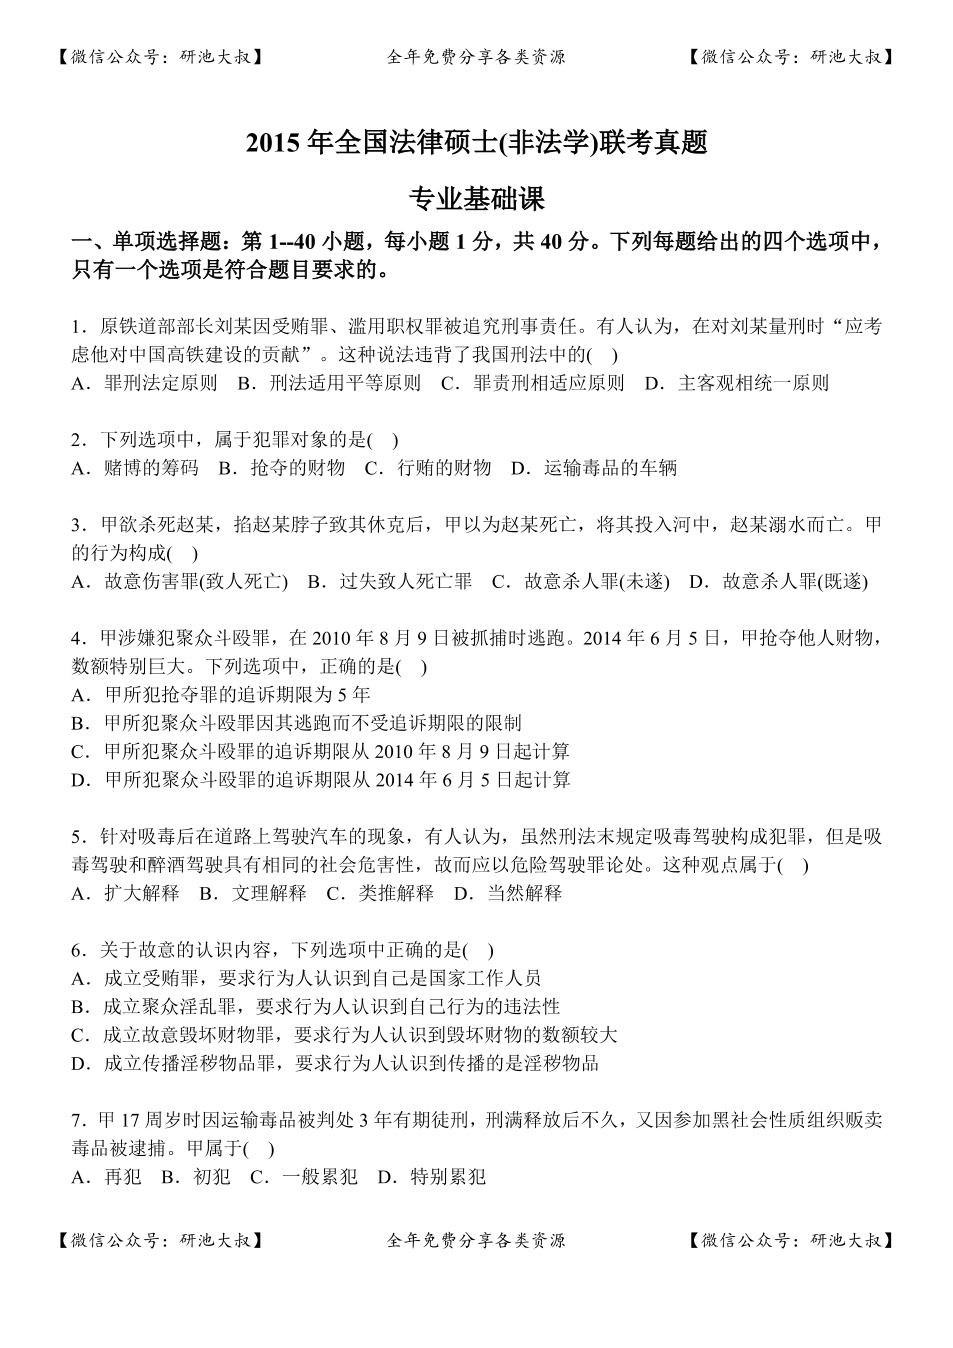 【微信公众号：研池大叔】 全年免费分享各类资源 【微信公众号：研池大叔】
2015 年全国法律硕士(非法学)联考真题
专业基础课
一、单项选择题：第 1--40 小题，每小题 1 分，共 40 分。下列每题给出的四个选项中，
只有一个选项是符合题目要求的。
1．原铁道部部长刘某因受贿罪、滥用职权罪被追究刑事责任。有人认为，在对刘某量刑时“应考
虑他对中国高铁建设的贡献”。这种说法违背了我国刑法中的( )
A．罪刑法定原则 B．刑法适用平等原则 C．罪责刑相适应原则 D．主客观相统一原则
2．下列选项中，属于犯罪对象的是( )
A．赌博的筹码 B．抢夺的财物 C．行贿的财物 D．运输毒品的车辆
3．甲欲杀死赵某，掐赵某脖子致其休克后，甲以为赵某死亡，将其投入河中，赵某溺水而亡。甲
的行为构成( )
A．故意伤害罪(致人死亡) B．过失致人死亡罪 C．故意杀人罪(未遂) D．故意杀人罪(既遂)
4．甲涉嫌犯聚众斗殴罪，在 2010 年 8 月 9 日被抓捕时逃跑。2014 年 6 月 5 日，甲抢夺他人财物，
数额特别巨大。下列选项中，正确的是( )
A．甲所犯抢夺罪的追诉期限为 5 年
B．甲所犯聚众斗殴罪因其逃跑而不受追诉期限的限制
C．甲所犯聚众斗殴罪的追诉期限从 2010 年 8 月 9 日起计算
D．甲所犯聚众斗殴罪的追诉期限从 2014 年 6 月 5 日起计算
5．针对吸毒后在道路上驾驶汽车的现象，有人认为，虽然刑法末规定吸毒驾驶构成犯罪，但是吸
毒驾驶和醉酒驾驶具有相同的社会危害性，故而应以危险驾驶罪论处。这种观点属于( )
A．扩大解释 B．文理解释 C．类推解释 D．当然解释
6．关于故意的认识内容，下列选项中正确的是( )
A．成立受贿罪，要求行为人认识到自己是国家工作人员
B．成立聚众淫乱罪，要求行为人认识到自己行为的违法性
C．成立故意毁坏财物罪，要求行为人认识到毁坏财物的数额较大
D．成立传播淫秽物品罪，要求行为人认识到传播的是淫秽物品
7．甲 17 周岁时因运输毒品被判处 3 年有期徒刑，刑满释放后不久，又因参加黑社会性质组织贩卖
毒品被逮捕。甲属于( )
A．再犯 B．初犯 C．一般累犯 D．特别累犯
【微信公众号：研池大叔】 全年免费分享各类资源 【微信公众号：研池大叔】